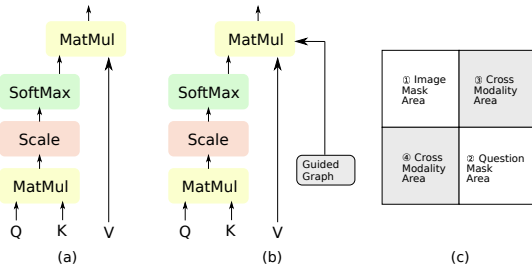 MatMul
SoftMax
Scale
MatMul
Q K V
(a)
MatMul
SoftMax
Scale
MatMul
Guided
Graph
Q K V
(b)
① Image
Mask
Area
③ Cross
Modality
Area
④ Cross
Modality
Area
② Question
Mask
Area
(c)